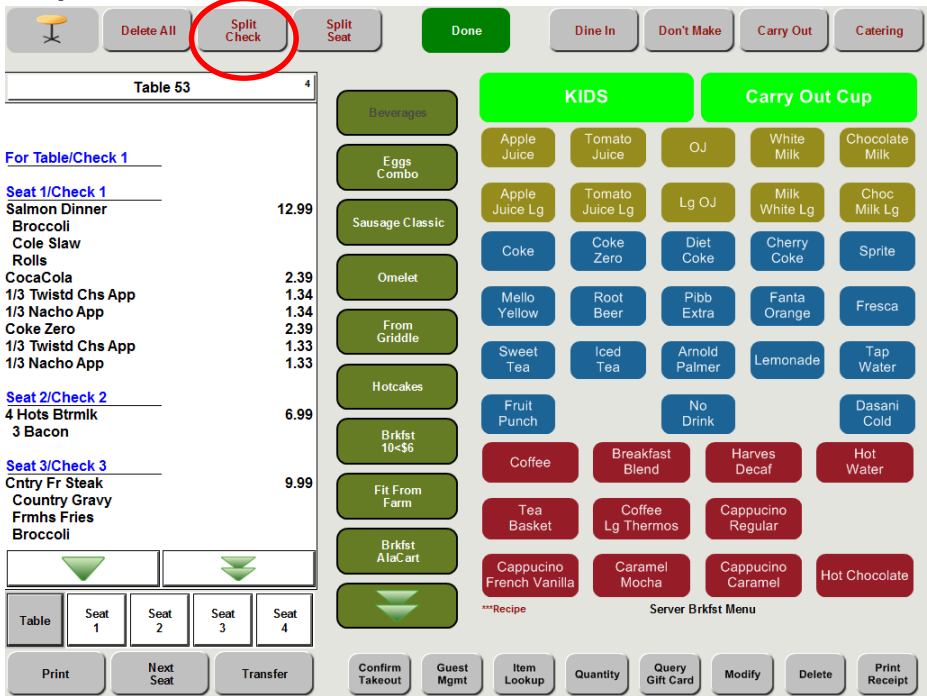 Delete All
Split
Check
Split
Seat
Done
Dine In
Don't Make
Carry Out
Catering
Table 53
4
For Table/Check 1
Seat 1/Check 1
Salmon Dinner 12.99
Broccoli
Cole Slaw
Rolls
CocaCola 2.39
1/3 Twistd Chs App 1.34
1/3 Nacho App 1.34
Coke Zero 2.39
1/3 Twistd Chs App 1.33
1/3 Nacho App 1.33
Seat 2/Check 2
4 Hots Btrmlk 6.99
3 Bacon
Seat 3/Check 3
Cntry Fr Steak 9.99
Country Gravy
Frmhs Fries
Broccoli
Table
Seat
1
Seat
2
Seat
3
Seat
4
Beverages
Eggs
Combo
Sausage Classic
Omelet
From
Griddle
Hotcakes
Brkfst
10<$6
Fit From
Farm
Brkfst
AlaCart
KIDS
Carry Out Cup
Apple
Juice
Tomato
Juice
OJ
White
Milk
Chocolate
Milk
Apple
Juice Lg
Tomato
Juice Lg
Lg OJ
Milk
White Lg
Choc
Milk Lg
Coke
Coke
Zero
Diet
Coke
Cherry
Coke
Sprite
Mello
Yellow
Root
Beer
Pibb
Extra
Fanta
Orange
Fresca
Sweet
Tea
Iced
Tea
Arnold
Palmer
Lemonade
Tap
Water
Fruit
Punch
No
Drink
Dasani
Cold
Coffee
Breakfast
Blend
Harves
Decaf
Hot
Water
Tea
Basket
Coffee
Lg Thermos
Cappucino
Regular
Cappucino
French Vanilla
Caramel
Mocha
Cappucino
Caramel
Hot Chocolate
***Recipe
Server Brkfst Menu
Print
Next
Seat
Transfer
Confirm
Takeout
Guest
Mgmt
Item
Lookup
Quantity
Query
Gift Card
Modify
Delete
Print
Receipt